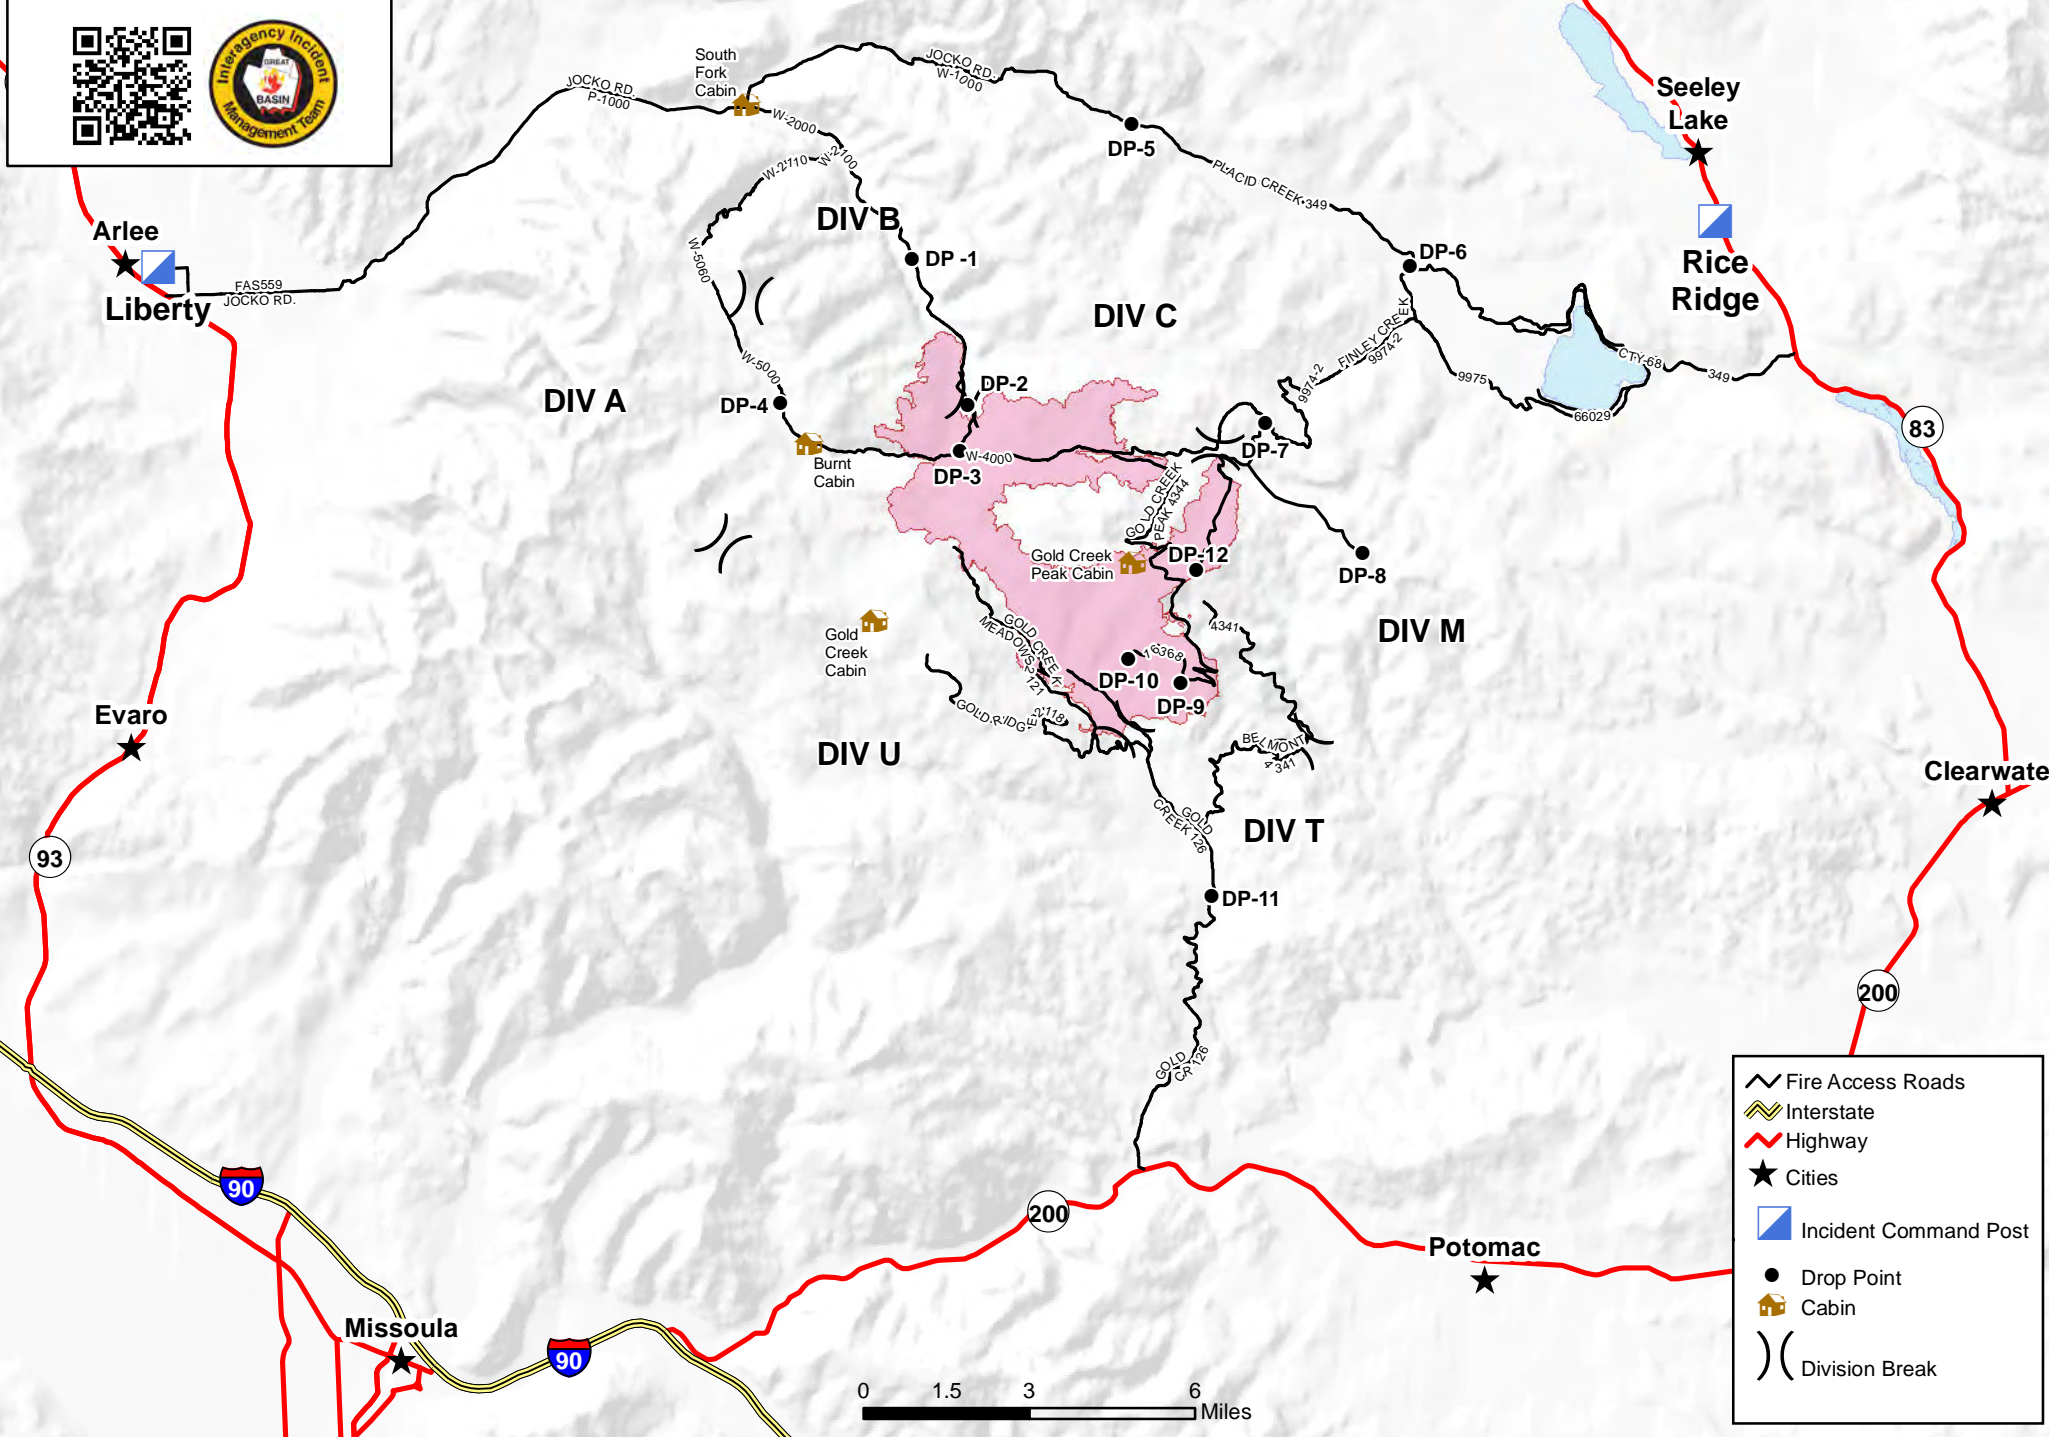 Interagency Incident
GREAT
BASIN
Management Team
South
Fork
Cabin
JOCKO RD.
W-1000
JOCKO RD.
P-1000
W-2000
W-2100
W-2110
DP-5
Seeley
Lake
PLACID CREEK 349
Arlee
DIV B
DP -1
W-5060
DP-6
Rice
Ridge
FAS559
JOCKO RD.
Liberty
DIV C
FINLEY CREEK
9974-2
9974-2
CTY-68
349
9975
66029
W-5000
DP-2
DIV A
DP-4
83
DP-7
W-4000
DP-3
Burnt
Cabin
GOLD CREEK
PEAK 4344
Gold Creek
Peak Cabin
DP-12
DP-8
4341
DIV M
Gold
Creek
Cabin
GOLD CREEK
MEADOWS 2121
16368
DP-10
DP-9
GOLD RIDGE 2118
Evaro
BELMONT
4341
DIV U
Clearwate
GOLD
CREEK 126
DIV T
93
DP-11
200
GOLD
CR 126
Fire Access Roads
Interstate
Highway
Cities
Incident Command Post
Drop Point
Cabin
Division Break
90
200
Potomac
Missoula
90
0 1.5 3 6
Miles